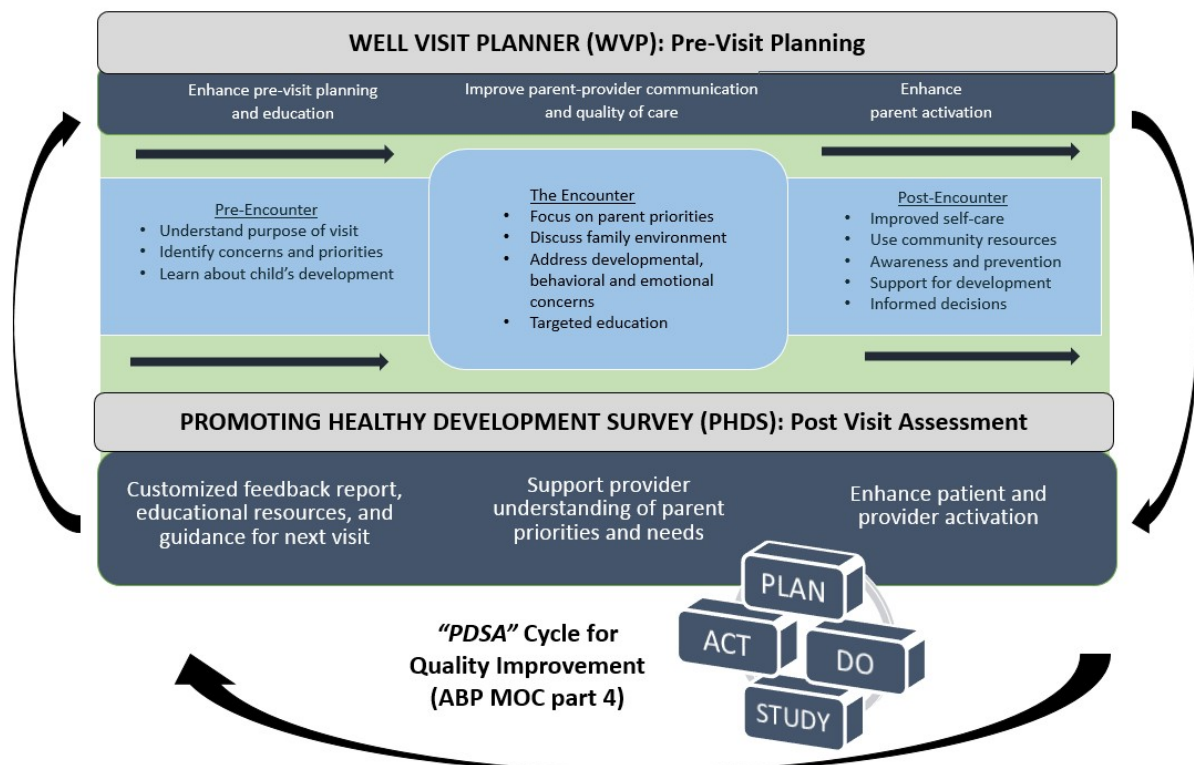 WELL VISIT PLANNER (WVP): Pre-Visit Planning
Enhance pre-visit planning
and education
Improve parent-provider communication
and quality of care
Enhance
parent activation
Pre-Encounter
• Understand purpose of visit
• Identify concerns and priorities
• Learn about child's development
The Encounter
• Focus on parent priorities
• Discuss family environment
• Address developmental,
behavioral and emotional
concerns
• Targeted education
Post-Encounter
• Improved self-care
• Use community resources
• Awareness and prevention
• Support for development
• Informed decisions
PROMOTING HEALTHY DEVELOPMENT SURVEY (PHDS): Post Visit Assessment
Customized feedback report,
educational resources, and
guidance for next visit
Support provider
understanding of parent
priorities and needs
Enhance patient and
provider activation
"PDSA" Cycle for
Quality Improvement
(ABP MOC part 4)
PLAN
ACT
DO
STUDY